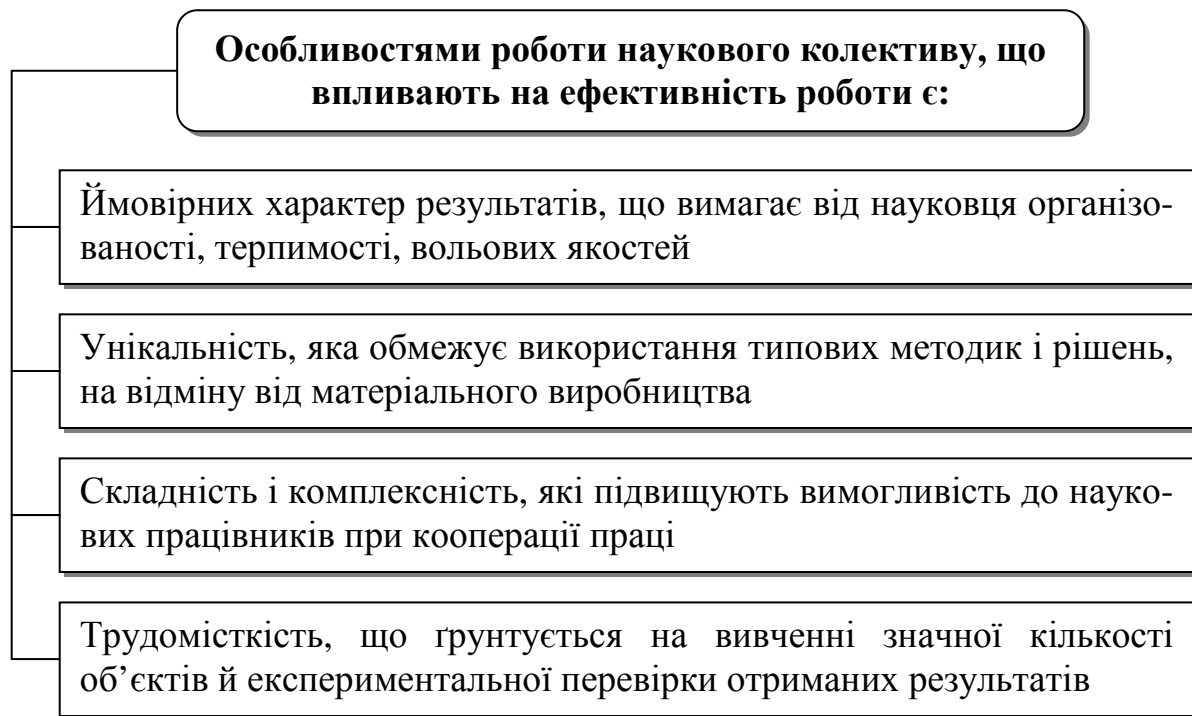 Особливостями роботи наукового колективу, що
впливають на ефективність роботи є:
Ймовірних характер результатів, що вимагає від науковця організо-
ваності, терпимості, вольових якостей
Унікальність, яка обмежує використання типових методик і рішень,
на відміну від матеріального виробництва
Складність і комплексність, які підвищують вимогливість до науко-
вих працівників при кооперації праці
Трудомісткість, що ґрунтується на вивченні значної кількості
об’єктів й експериментальної перевірки отриманих результатів